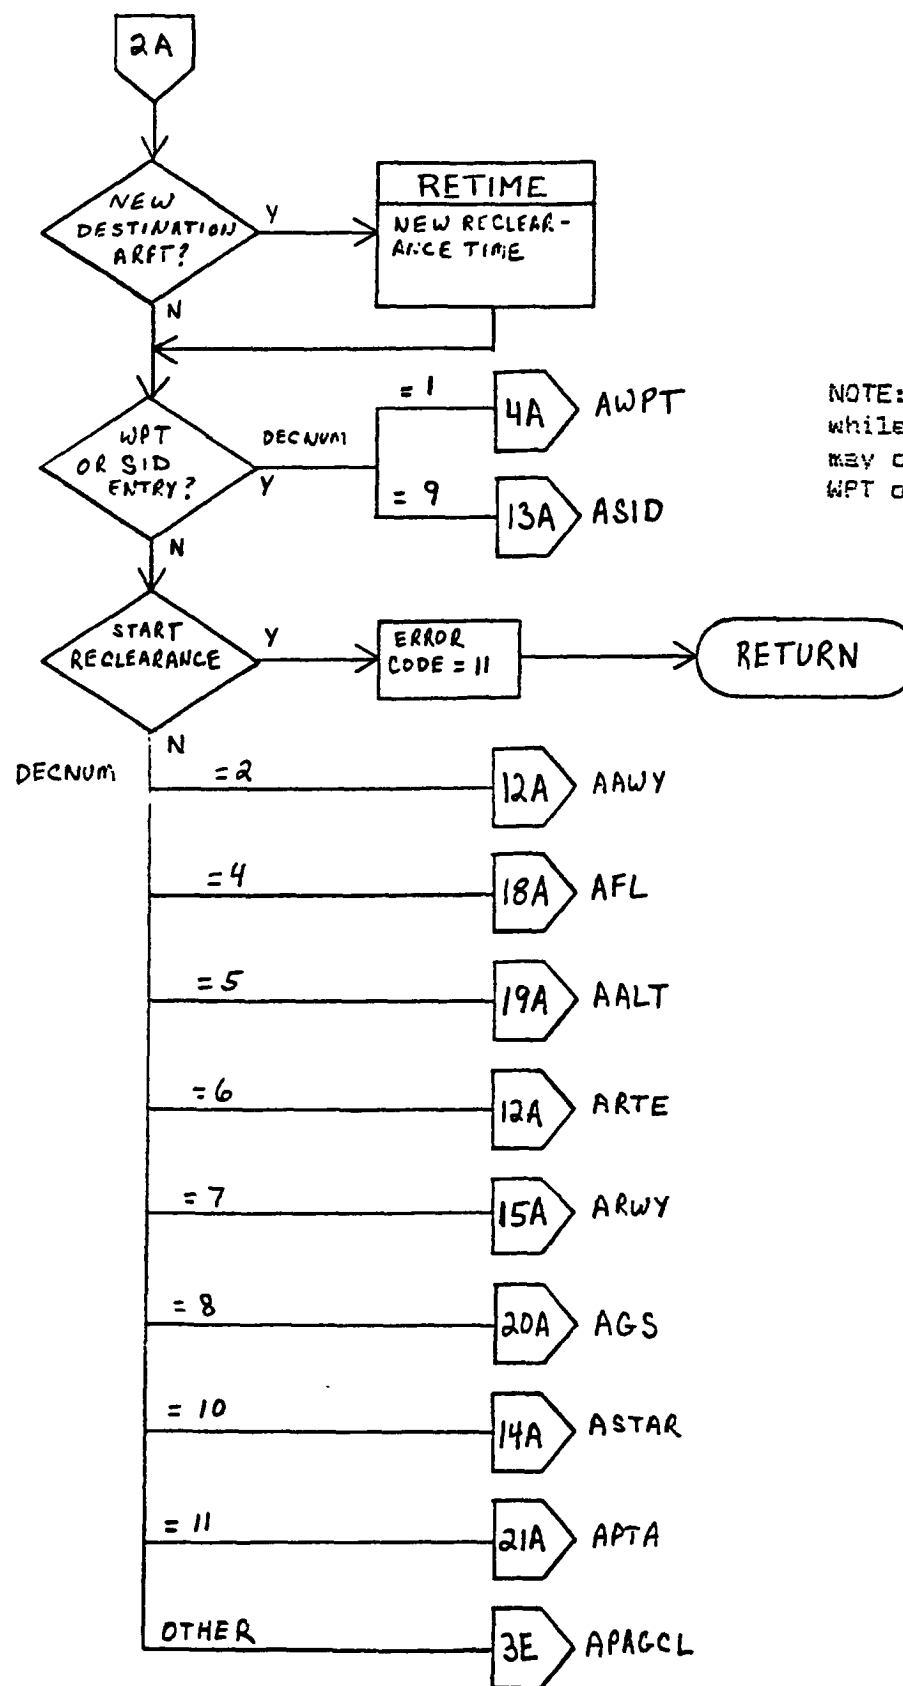 2A
NEW
DESTINATION
ARPT?
Y
N
RETIME
NEW RECLEAR-
ANCE TIME
WPT
OR SID
ENTRY?
DECNUM
Y
N
= 1
4A
AWPT
= 9
13A
ASID
NOTE:
while
may
WPT
START
RECLEARANCE
Y
N
ERROR
CODE = 11
RETURN
DECNUM
=2
12A
AAWY
=4
18A
AFL
=5
19A
AALT
=6
12A
ARTE
=7
15A
ARWY
=8
20A
AGS
=10
14A
ASTAR
=11
21A
APTA
OTHER
3E
APAGCL